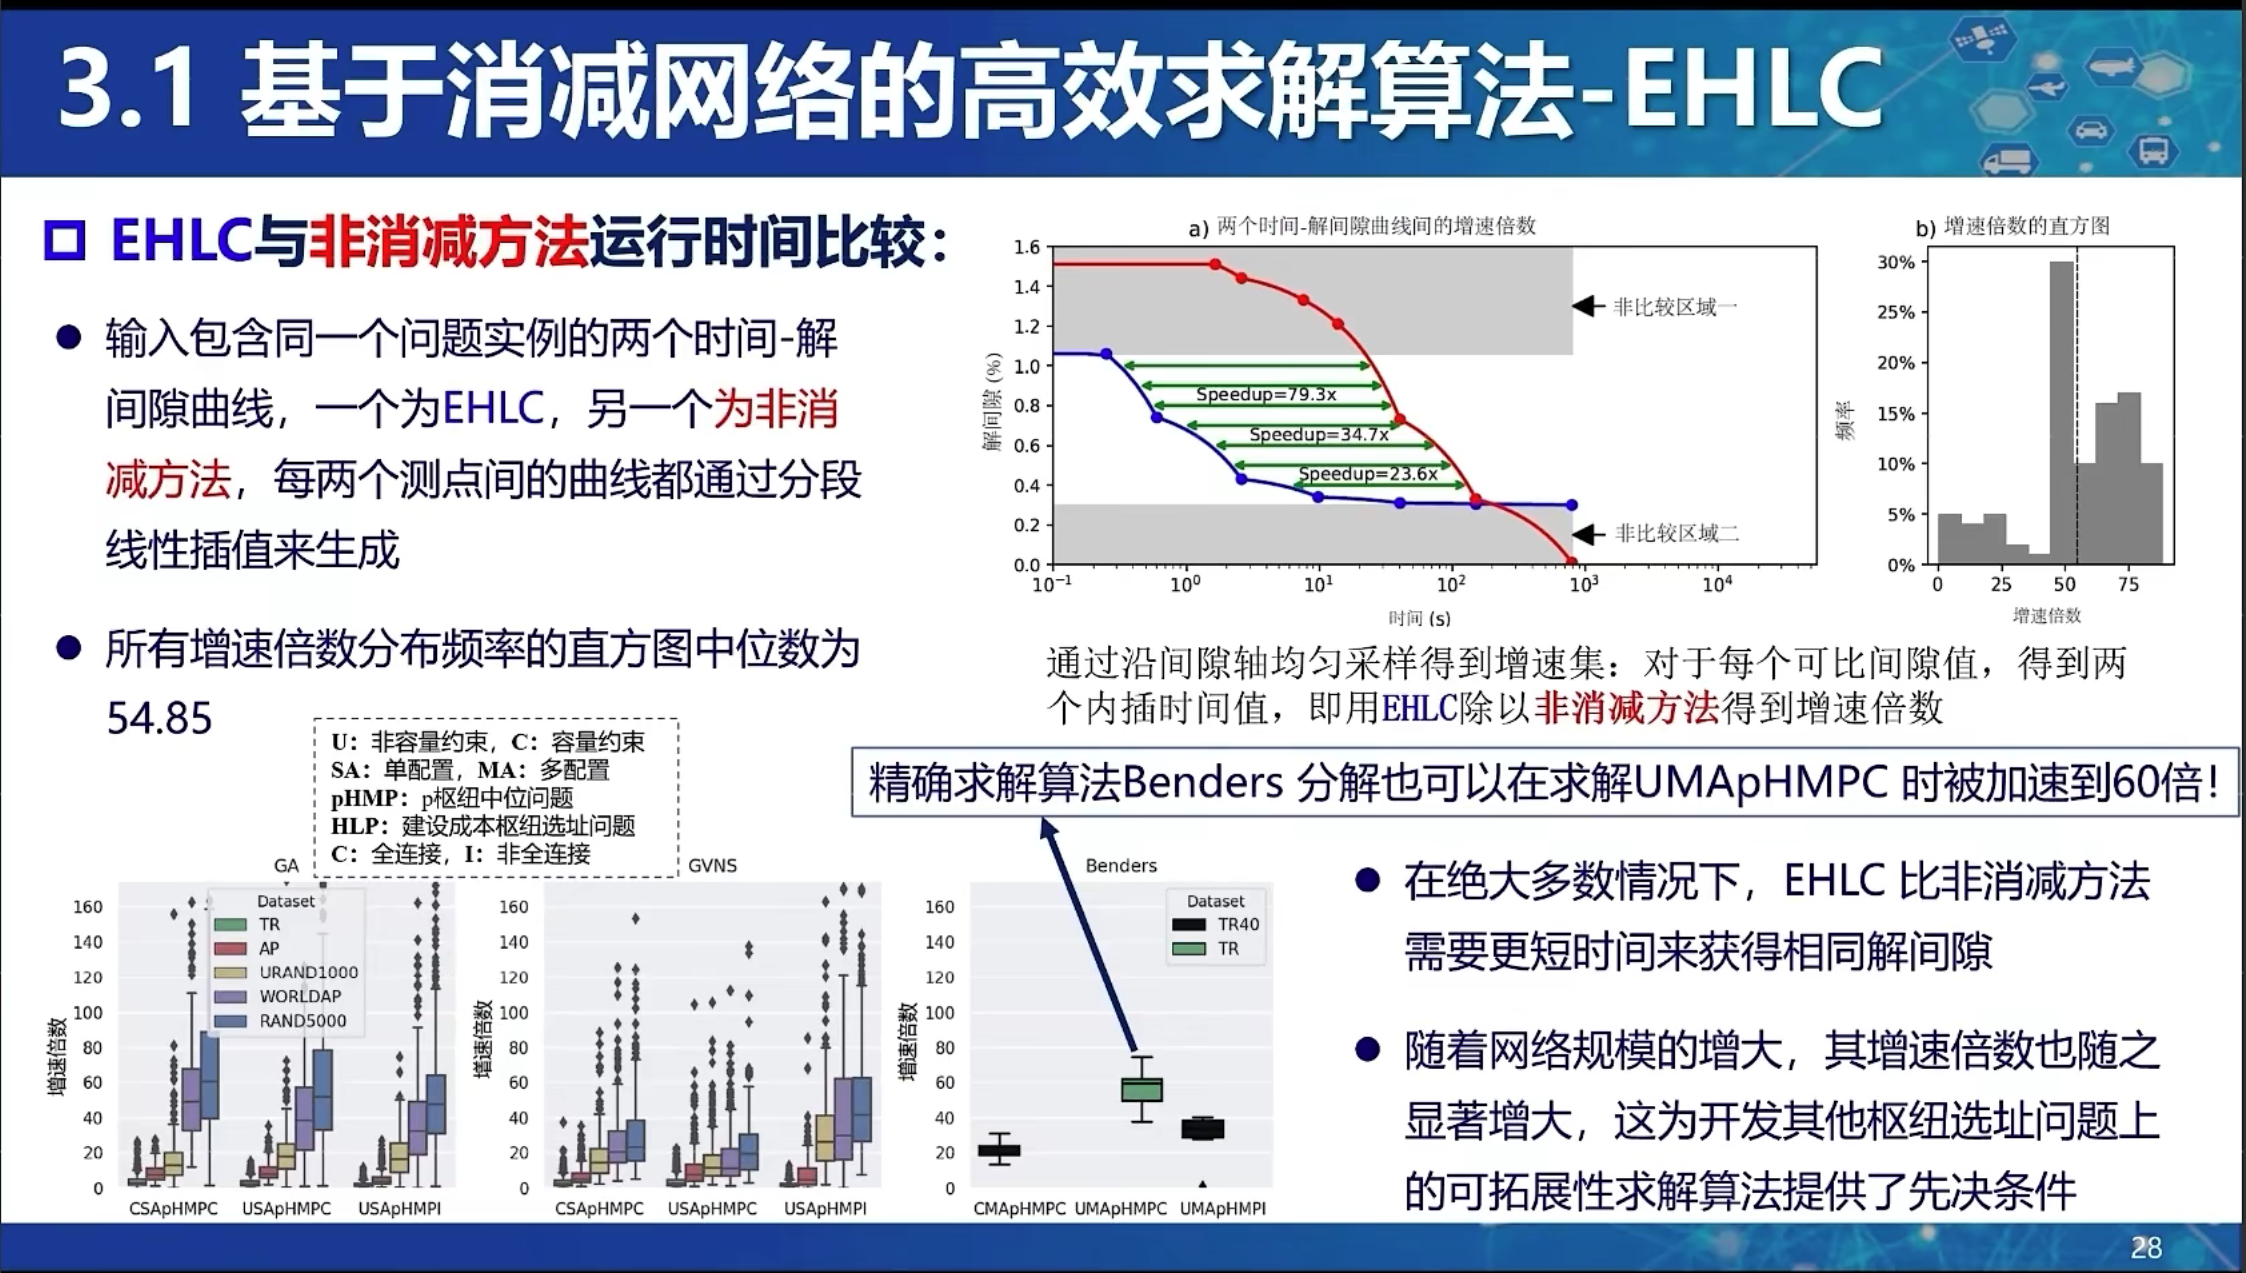 3.1 基于消减网络的高效求解算法-EHLC
EHLC与非消减方法运行时间比较：
输入包含同一个问题实例的两个时间-解
间隙曲线，一个为EHLC，另一个为非消
减方法，每两个测点间的曲线都通过分段
线性插值来生成
所有增速倍数分布频率的直方图中位数为
54.85
a) 两个时间-解间隙曲线间的增速倍数
1.6
1.4
1.2
1.0
0.8
0.6
0.4
0.2
0.0
解间隙 (%)
非比较区域一
Speedup=79.3x
Speedup=34.7x
Speedup=23.6x
非比较区域二
10⁻¹ 10⁰ 10¹ 10² 10³ 10⁴
时间 (s)
b) 增速倍数的直方图
30%
25%
20%
15%
10%
5%
0%
频率
0 25 50 75
增速倍数
通过沿间隙轴均匀采样得到增速集：对于每个可比间隙值，得到两
个内插时间值，即用EHLC除以非消减方法得到增速倍数
U：非容量约束，C：容量约束
SA：单配置，MA：多配置
pHMP：p枢纽中位问题
HLP：建设成本枢纽选址问题
C：全连接，I：非全连接
精确求解算法Benders 分解也可以在求解UMApHMPC 时被加速到60倍！
GA
160
140
120
100
80
60
40
20
0
增速倍数
Dataset
TR
AP
URAND1000
WORLDAP
RAND5000
CSApHMPC USApHMPC USApHMPI
GVNS
160
140
120
100
80
60
40
20
0
增速倍数
CSApHMPC USApHMPC USApHMPI
Benders
160
140
120
100
80
60
40
20
0
增速倍数
Dataset
TR40
TR
CMApHMPC UMApHMPC UMApHMPI
在绝大多数情况下，EHLC 比非消减方法
需要更短时间来获得相同解间隙
随着网络规模的增大，其增速倍数也随之
显著增大，这为开发其他枢纽选址问题上
的可拓展性求解算法提供了先决条件
28